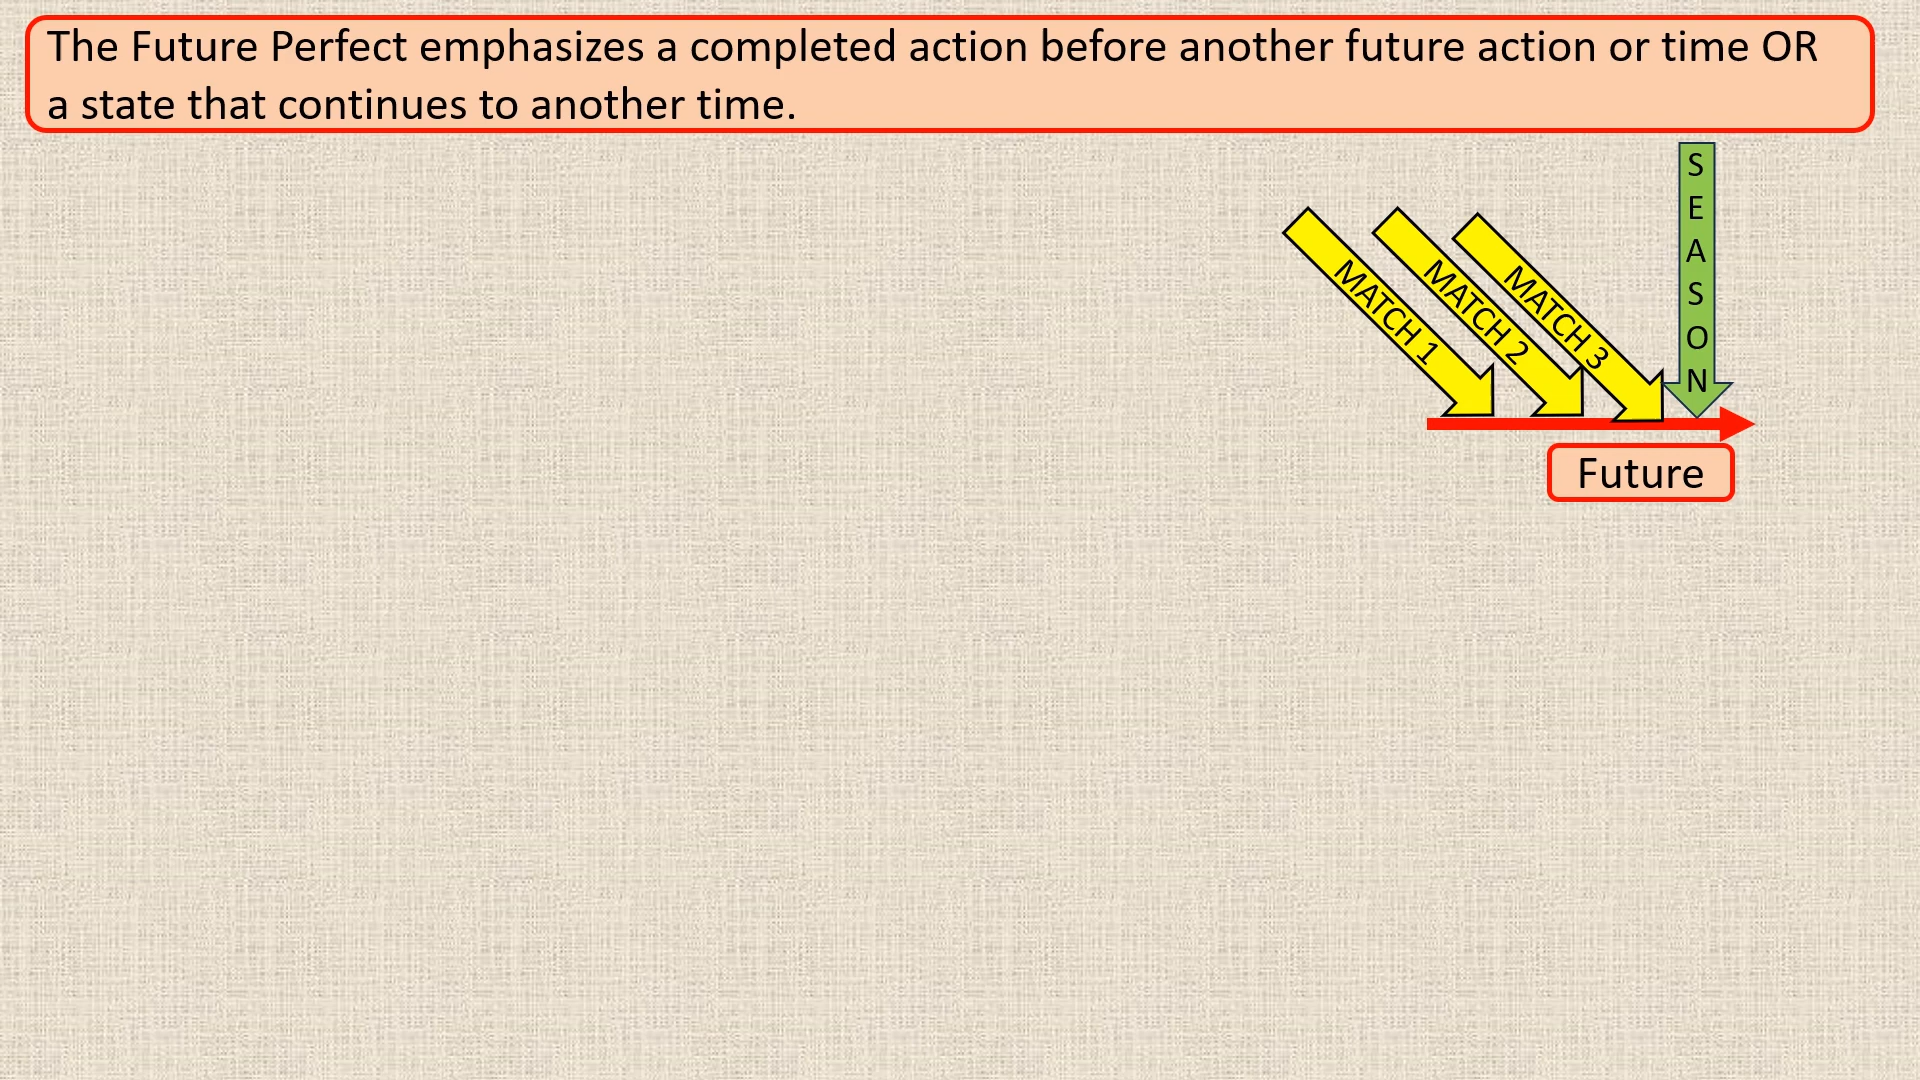 The Future Perfect emphasizes a completed action before another future action or time OR
a state that continues to another time.
MATCH 1
MATCH 2
MATCH 3
SEASON
Future